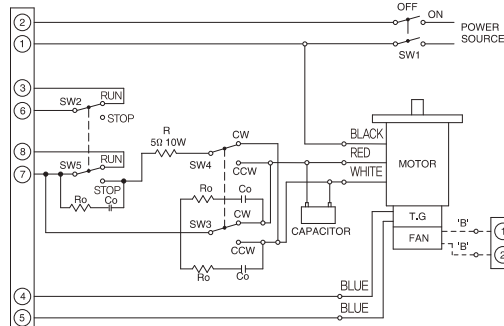 OFF
ON
2
1
POWER
SOURCE
SW1
3
RUN
SW2
6
STOP
R
5Ω 10W
CW
BLACK
8
RUN
RED
SW5
SW4
MOTOR
7
CCW
WHITE
STOP
Ro
Co
Ro
Co
CW
SW3
CAPACITOR
T.G
'B'
1
CCW
FAN
'B'
2
Ro
Co
BLUE
4
BLUE
5